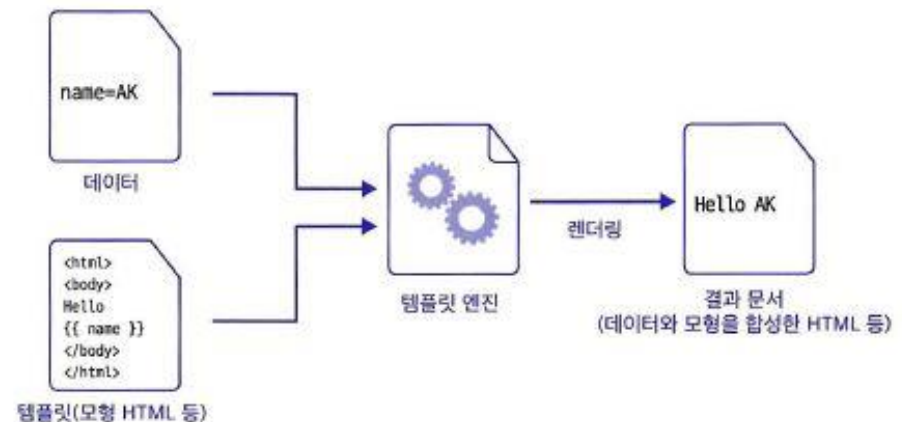 name=AK
데이터
<html>
<body>
Hello
{{ name }}
</body>
</html>
템플릿(모형 HTML 등)
템플릿 엔진
렌더링
Hello AK
결과 문서
(데이터와 모형을 합성한 HTML 등)